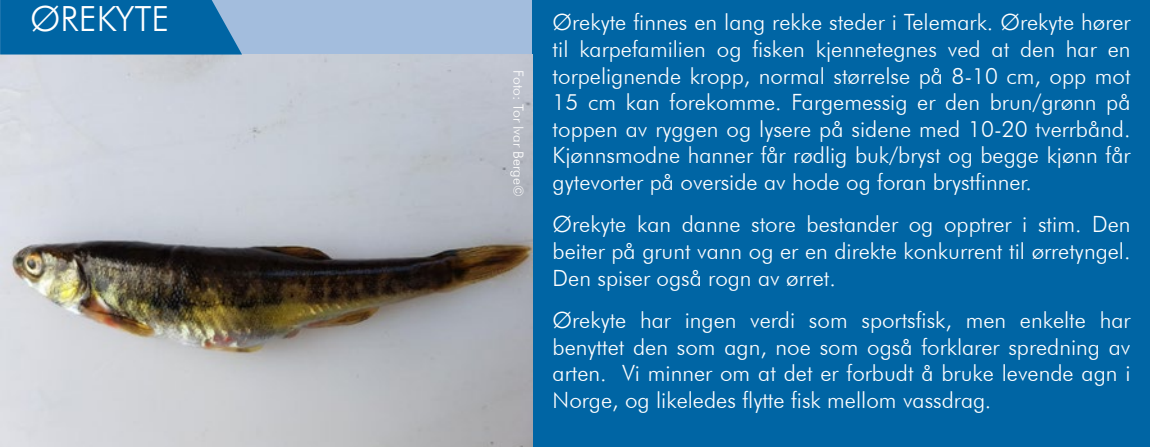 ØREKYTE
Foto: Tor Ivar Berge©
Ørekyte finnes en lang rekke steder i Telemark. Ørekyte hører
til karpefamilien og fisken kjennetegnes ved at den har en
torpelignende kropp, normal størrelse på 8-10 cm, opp mot
15 cm kan forekomme. Fargemessig er den brun/grønn på
toppen av ryggen og lysere på sidene med 10-20 tverrbånd.
Kjønnsmodne hanner får rødlig buk/bryst og begge kjønn får
gytevorter på overside av hode og foran brystfinner.
Ørekyte kan danne store bestander og opptrer i stim. Den
beiter på grunt vann og er en direkte konkurrent til ørretyngel.
Den spiser også rogn av ørret.
Ørekyte har ingen verdi som sportsfisk, men enkelte har
benyttet den som agn, noe som også forklarer spredning av
arten. Vi minner om at det er forbudt å bruke levende agn i
Norge, og likeledes flytte fisk mellom vassdrag.